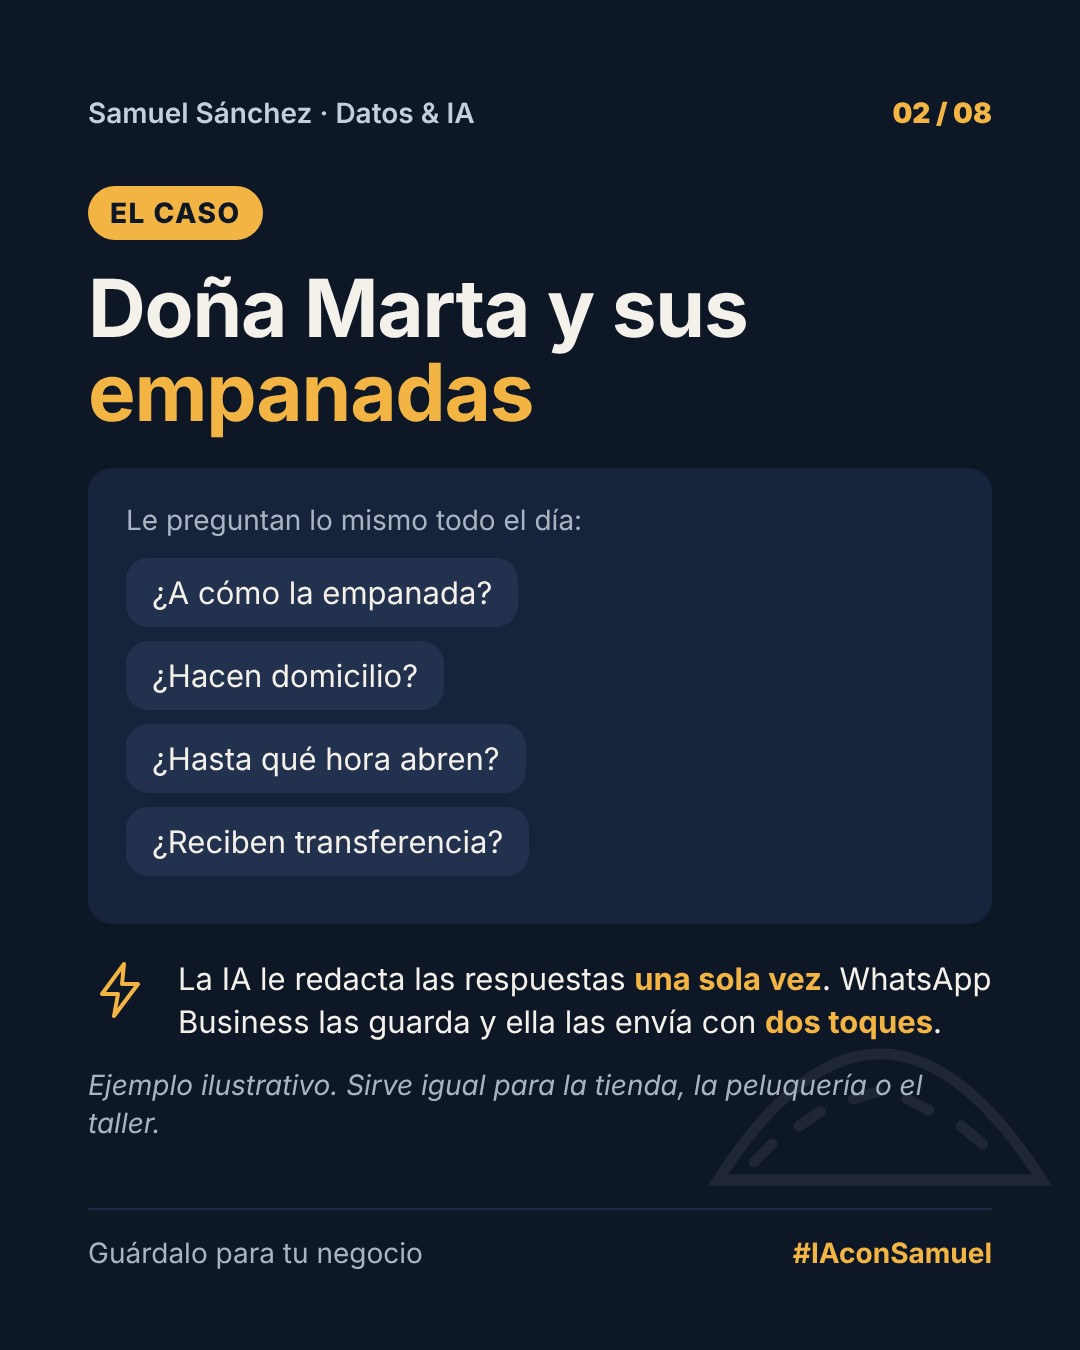 Samuel Sánchez · Datos & IA
02 / 08
EL CASO
Doña Marta y sus
empanadas
Le preguntan lo mismo todo el día:
¿A cómo la empanada?
¿Hacen domicilio?
¿Hasta qué hora abren?
¿Reciben transferencia?
La IA le redacta las respuestas una sola vez. WhatsApp
Business las guarda y ella las envía con dos toques.
Ejemplo ilustrativo. Sirve igual para la tienda, la peluquería o el
taller.
Guárdalo para tu negocio
#IAconSamuel